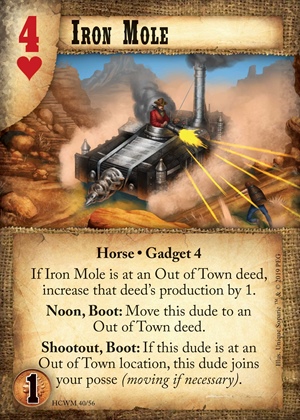 4
Iron Mole
Horse • Gadget 4
If Iron Mole is at an Out of Town deed,
increase that deed's production by 1.
Noon, Boot: Move this dude to an
Out of Town deed.
Shootout, Boot: If this dude is at an
Out of Town location, this dude joins
your posse (moving if necessary).
1
HCWM 40/56